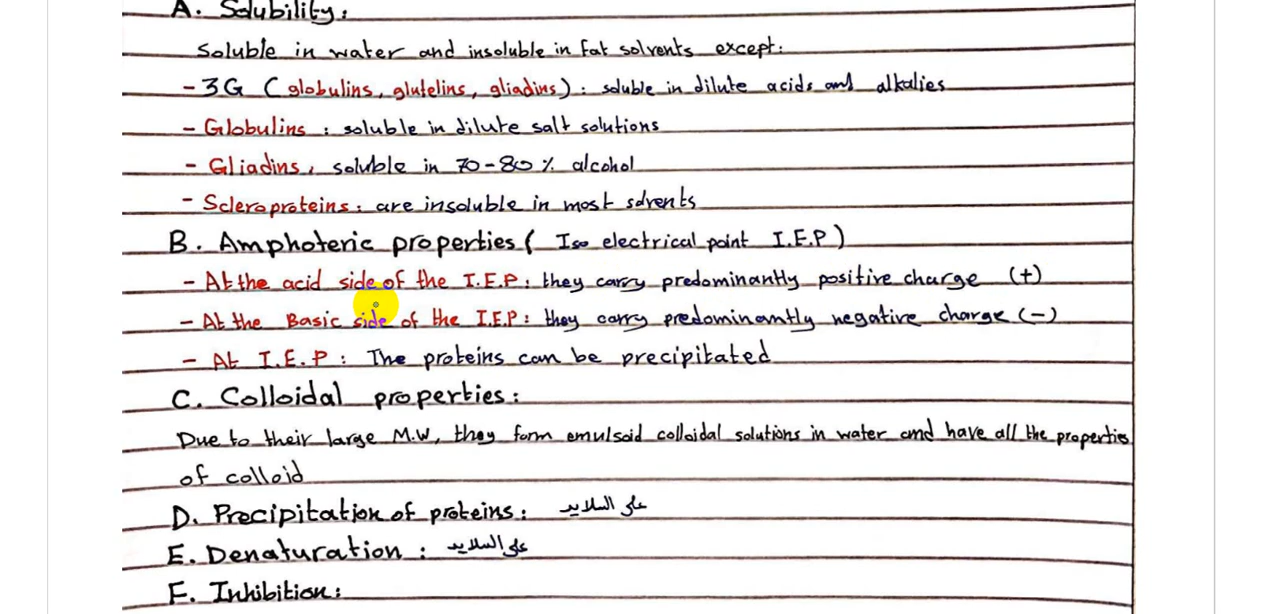 A. Solubility:
Soluble in water and insoluble in fat solvents except:
- 3G (globulins, glutelins, gliadins) : soluble in dilute acids and alkalies
- Globulins : soluble in dilute salt solutions
- Gliadins, soluble in 70-80 % alcohol
- Scleroproteins: are insoluble in most solvents
B. Amphoteric properties ( Iso electrical point I.E.P )
- At the acid side of the I.E.P: they carry predominantly positive charge (+)
- At the Basic side of the I.E.P: they carry predominantly negative charge (-)
- At I.E.P : The proteins can be precipitated
C. Colloidal properties:
Due to their large M.W, they form emulsoid colloidal solutions in water and have all the properties
of colloid
D. Precipitation of proteins: على السلايد
E. Denaturation : على السلايد
F. Inhibition: